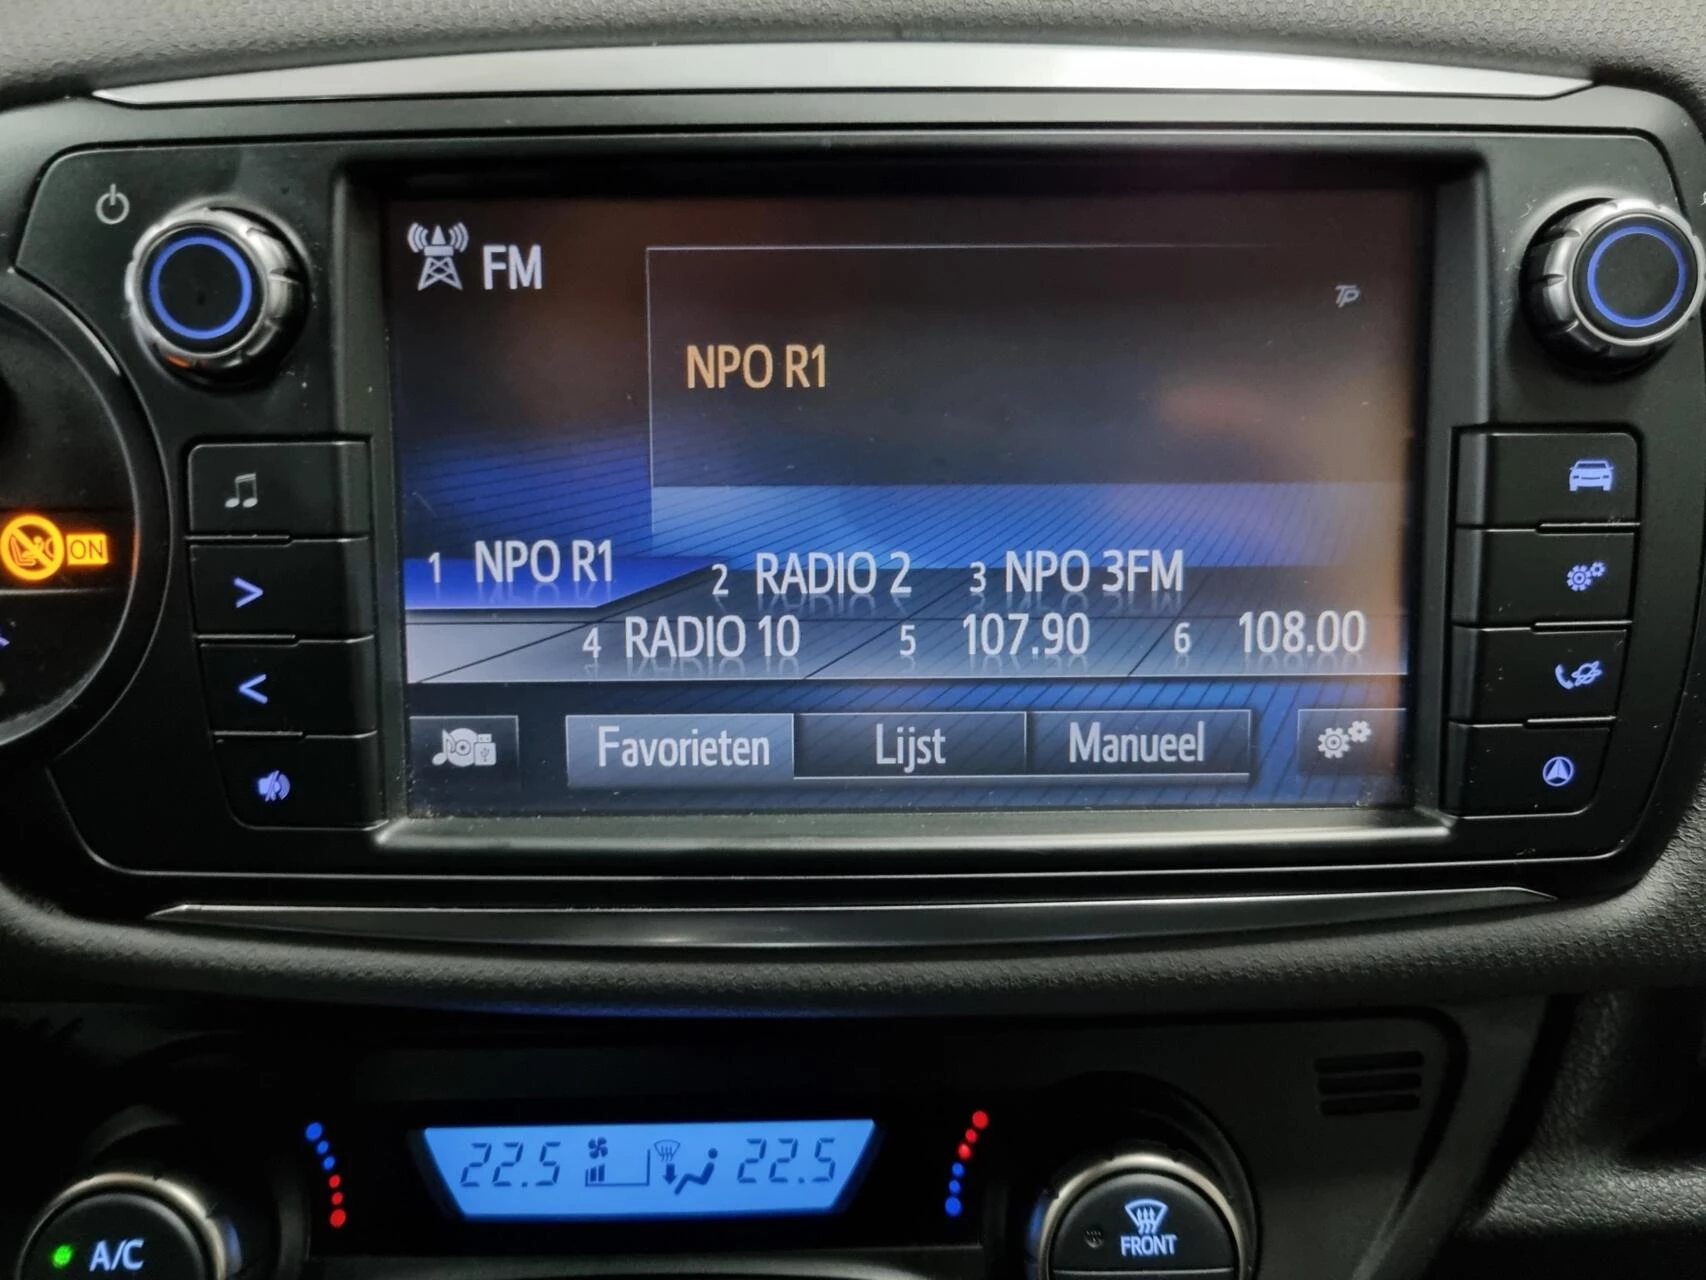 FM
TP
NPO R1
1 NPO R1 2 RADIO 2 3 NPO 3FM
4 RADIO 10 5 107.90 6 108.00
Favorieten Lijst Manueel
ON
22.5 22.5
A/C
FRONT